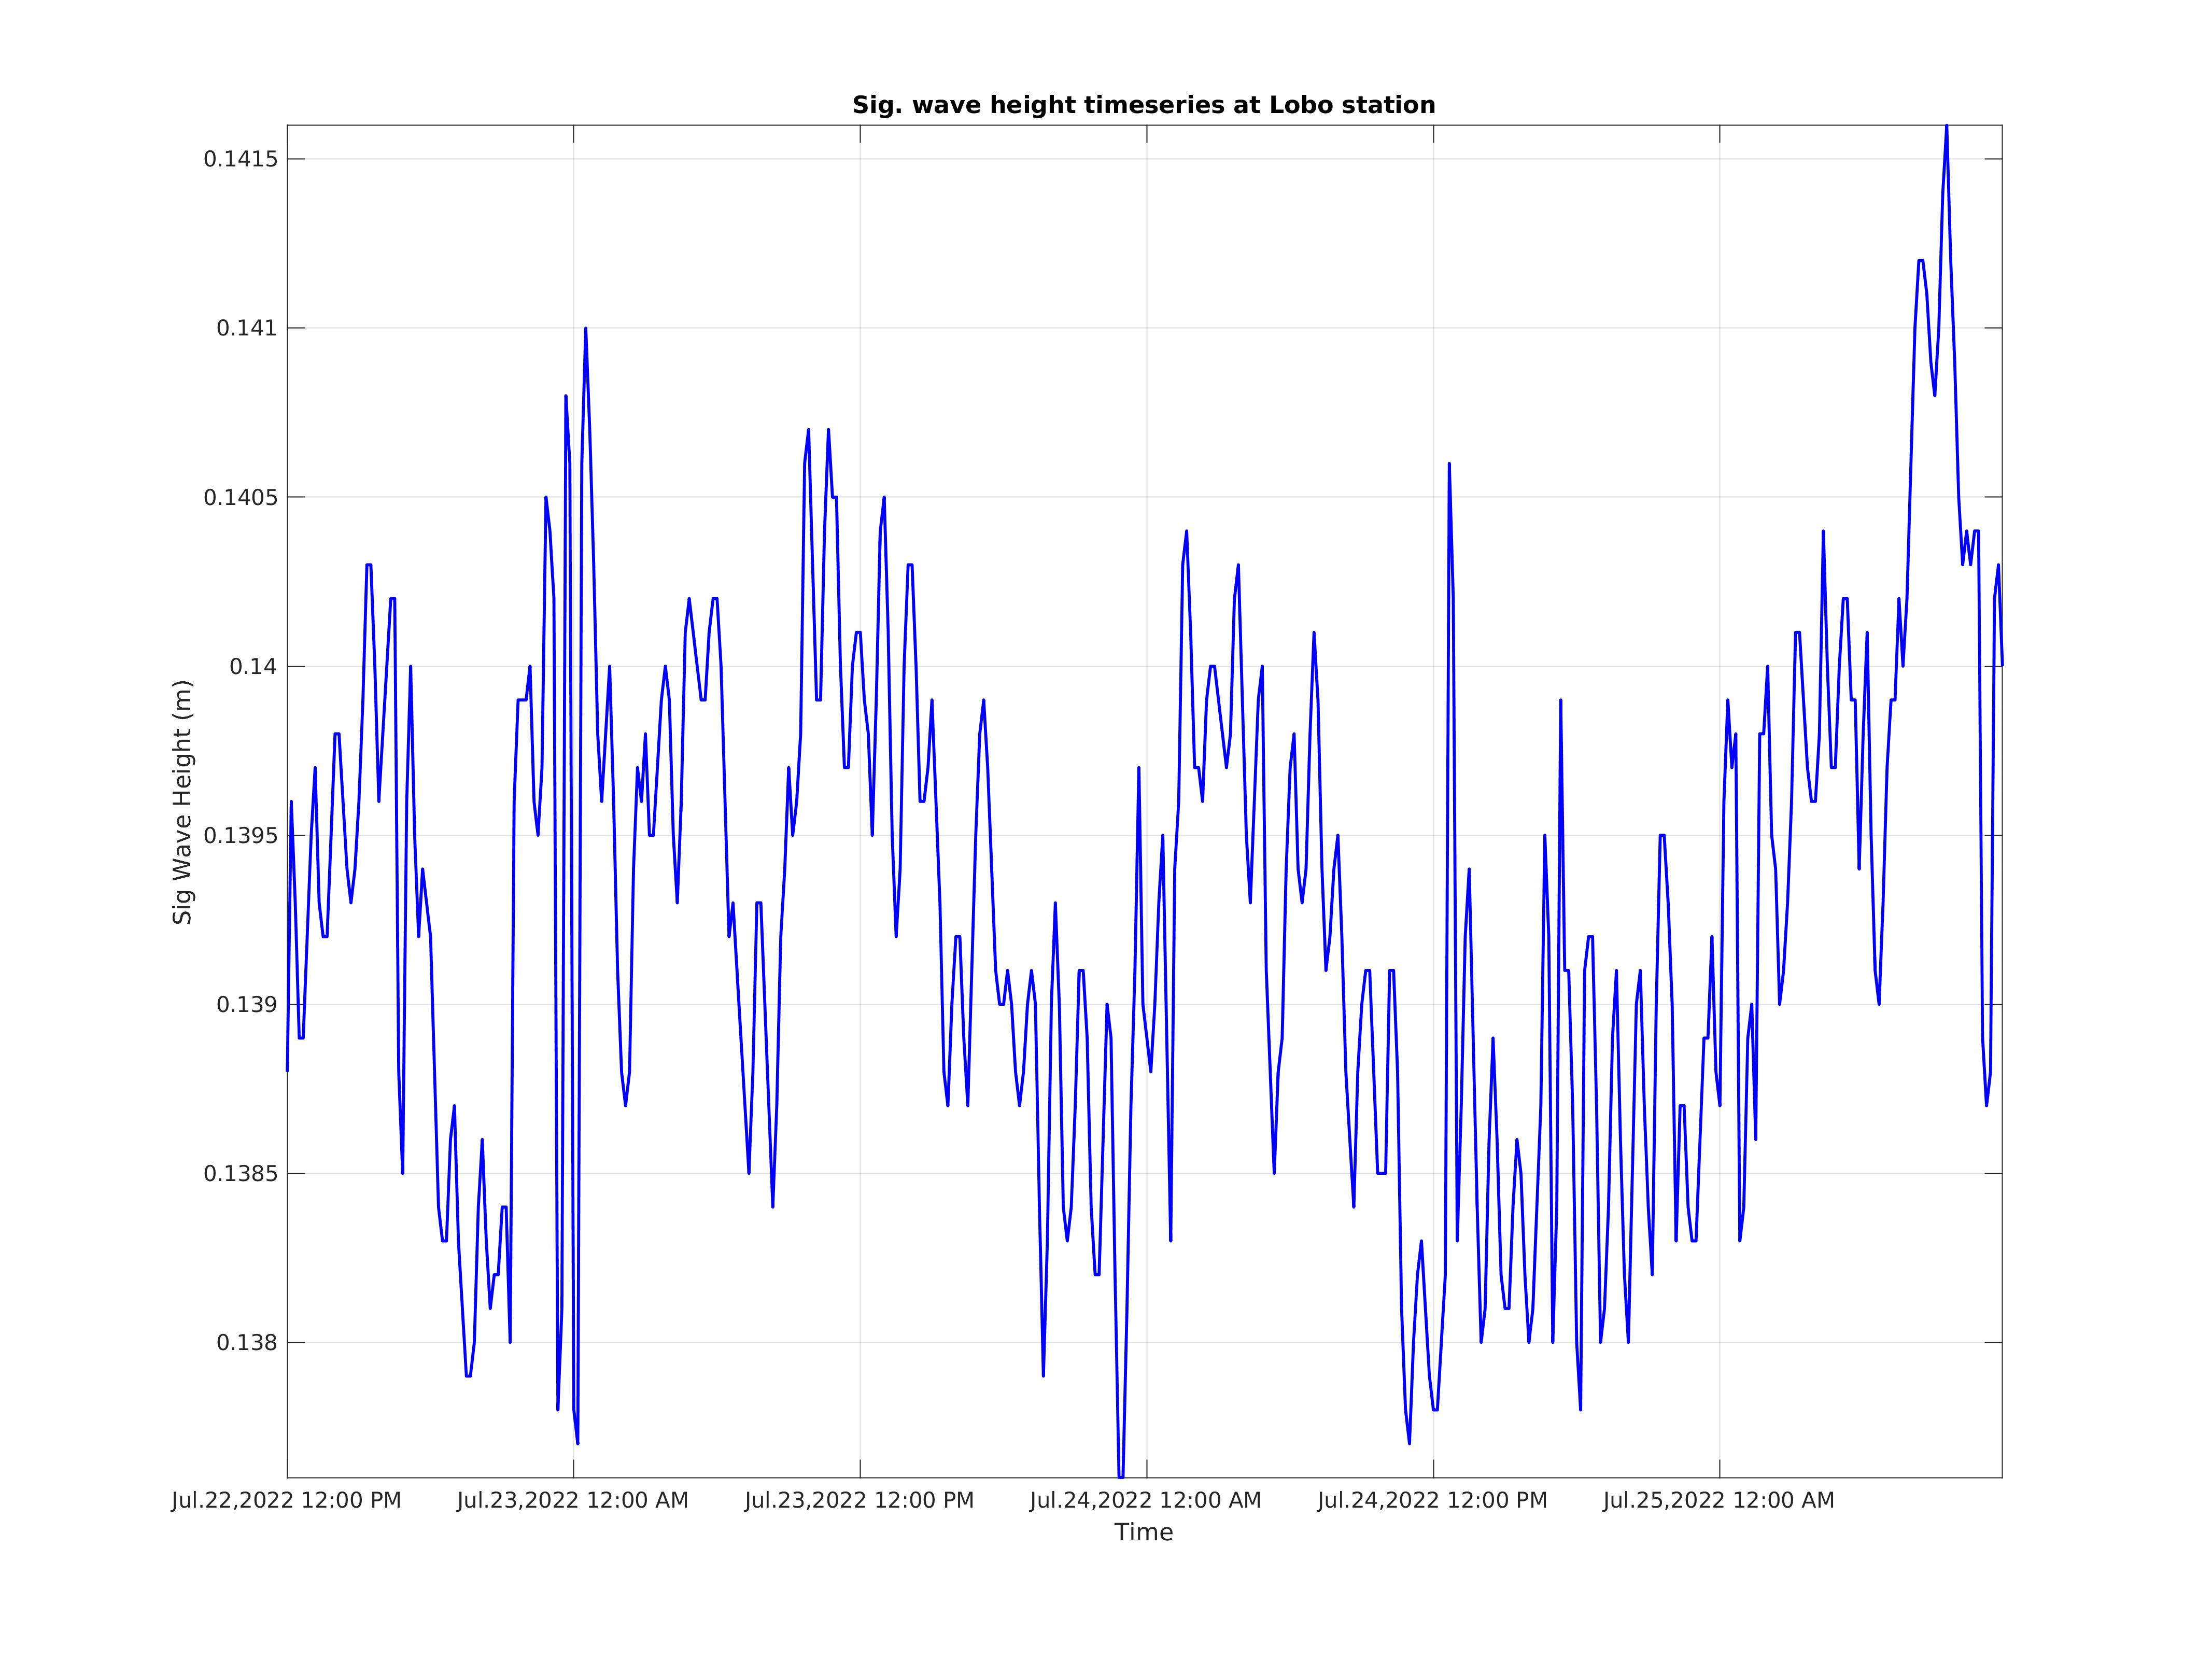 Sig. wave height timeseries at Lobo station
0.1415
0.141
0.1405
0.14
0.1395
0.139
0.1385
0.138
Sig Wave Height (m)
Jul.22,2022 12:00 PM Jul.23,2022 12:00 AM Jul.23,2022 12:00 PM Jul.24,2022 12:00 AM Jul.24,2022 12:00 PM Jul.25,2022 12:00 AM
Time